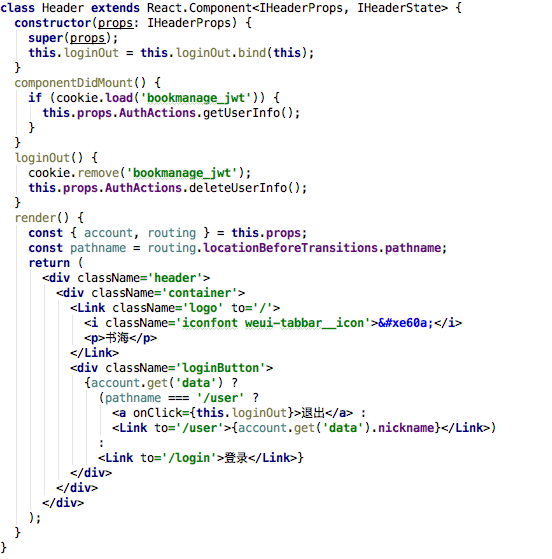 class Header extends React.Component<IHeaderProps, IHeaderState> {
  constructor(props: IHeaderProps) {
    super(props);
    this.loginOut = this.loginOut.bind(this);
  }
  componentDidMount() {
    if (cookie.load('bookmanage_jwt')) {
      this.props.AuthActions.getUserInfo();
    }
  }
  loginOut() {
    cookie.remove('bookmanage_jwt');
    this.props.AuthActions.deleteUserInfo();
  }
  render() {
    const { account, routing } = this.props;
    const pathname = routing.locationBeforeTransitions.pathname;
    return (
      <div className='header'>
        <div className='container'>
          <Link className='logo' to='/'>
            <i className='iconfont weui-tabbar__icon'>&#xe60a;</i>
            <p>书海</p>
          </Link>
          <div className='loginButton'>
            {account.get('data') ?
              (pathname === '/user' ?
                <a onClick={this.loginOut}>退出</a> :
                <Link to='/user'>{account.get('data').nickname}</Link>)
              :
              <Link to='/login'>登录</Link>}
          </div>
        </div>
      </div>
    );
  }
}